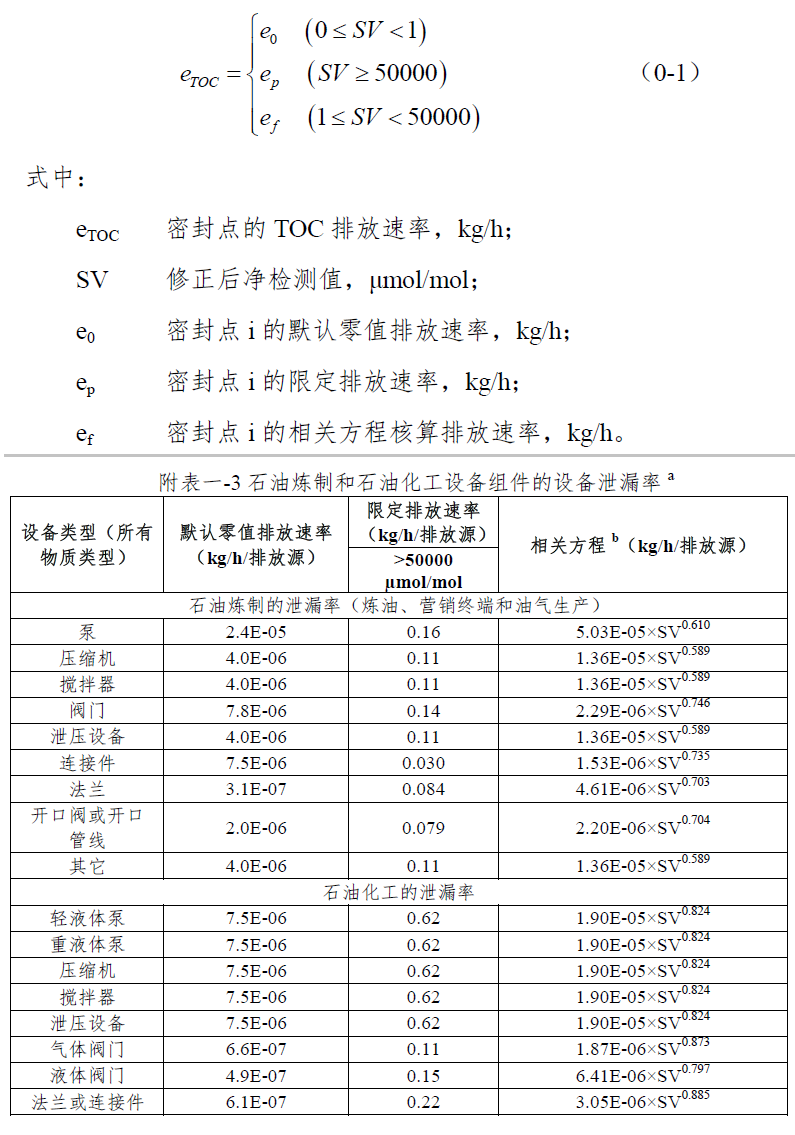 e₀ (0≤SV<1)
e_TOC = e_p (SV≥50000) （0-1）
e_f (1≤SV<50000)
式中：
e_TOC 密封点的 TOC 排放速率，kg/h；
SV 修正后净检测值，μmol/mol；
e₀ 密封点 i 的默认零值排放速率，kg/h；
e_p 密封点 i 的限定排放速率，kg/h；
e_f 密封点 i 的相关方程核算排放速率，kg/h。
附表一-3 石油炼制和石油化工设备组件的设备泄漏率 ᵃ
设备类型（所有物质类型） 默认零值排放速率（kg/h/排放源） 限定排放速率（kg/h/排放源） 相关方程 ᵇ（kg/h/排放源）
>50000 μmol/mol
石油炼制的泄漏率（炼油、营销终端和油气生产）
泵 2.4E-05 0.16 5.03E-05×SV^0.610
压缩机 4.0E-06 0.11 1.36E-05×SV^0.589
搅拌器 4.0E-06 0.11 1.36E-05×SV^0.589
阀门 7.8E-06 0.14 2.29E-06×SV^0.746
泄压设备 4.0E-06 0.11 1.36E-05×SV^0.589
连接件 7.5E-06 0.030 1.53E-06×SV^0.735
法兰 3.1E-07 0.084 4.61E-06×SV^0.703
开口阀或开口管线 2.0E-06 0.079 2.20E-06×SV^0.704
其它 4.0E-06 0.11 1.36E-05×SV^0.589
石油化工的泄漏率
轻液体泵 7.5E-06 0.62 1.90E-05×SV^0.824
重液体泵 7.5E-06 0.62 1.90E-05×SV^0.824
压缩机 7.5E-06 0.62 1.90E-05×SV^0.824
搅拌器 7.5E-06 0.62 1.90E-05×SV^0.824
泄压设备 7.5E-06 0.62 1.90E-05×SV^0.824
气体阀门 6.6E-07 0.11 1.87E-06×SV^0.873
液体阀门 4.9E-07 0.15 6.41E-06×SV^0.797
法兰或连接件 6.1E-07 0.22 3.05E-06×SV^0.885